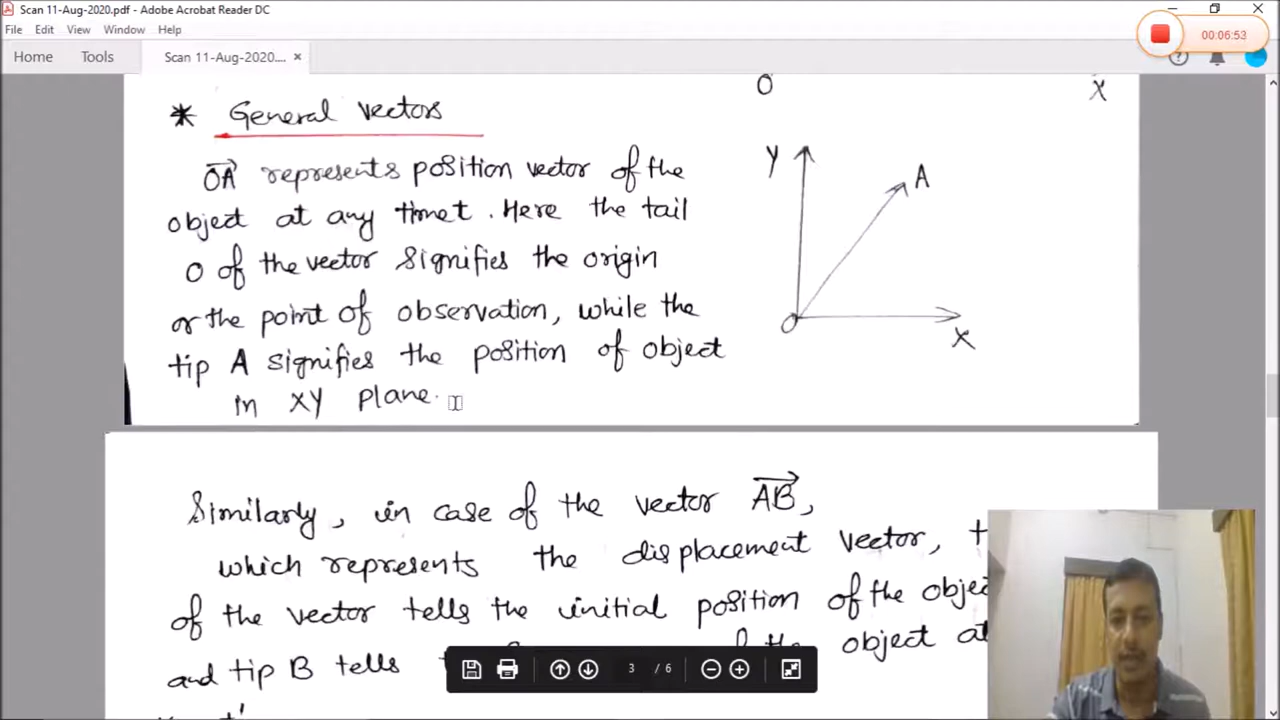 Scan 11-Aug-2020.pdf - Adobe Acrobat Reader DC
File Edit View Window Help
00:06:53
Home Tools Scan 11-Aug-2020.... ×
O X
* General Vectors
OA represents position vector of the
object at any time t. Here the tail
O of the vector signifies the origin
or the point of observation, while the
tip A signifies the position of object
in XY plane.
Y
A
O
X
Similarly, in case of the vector AB,
which represents the displacement vector, t
of the vector tells the initial position of the objec
and tip B tells the object at
3 / 6